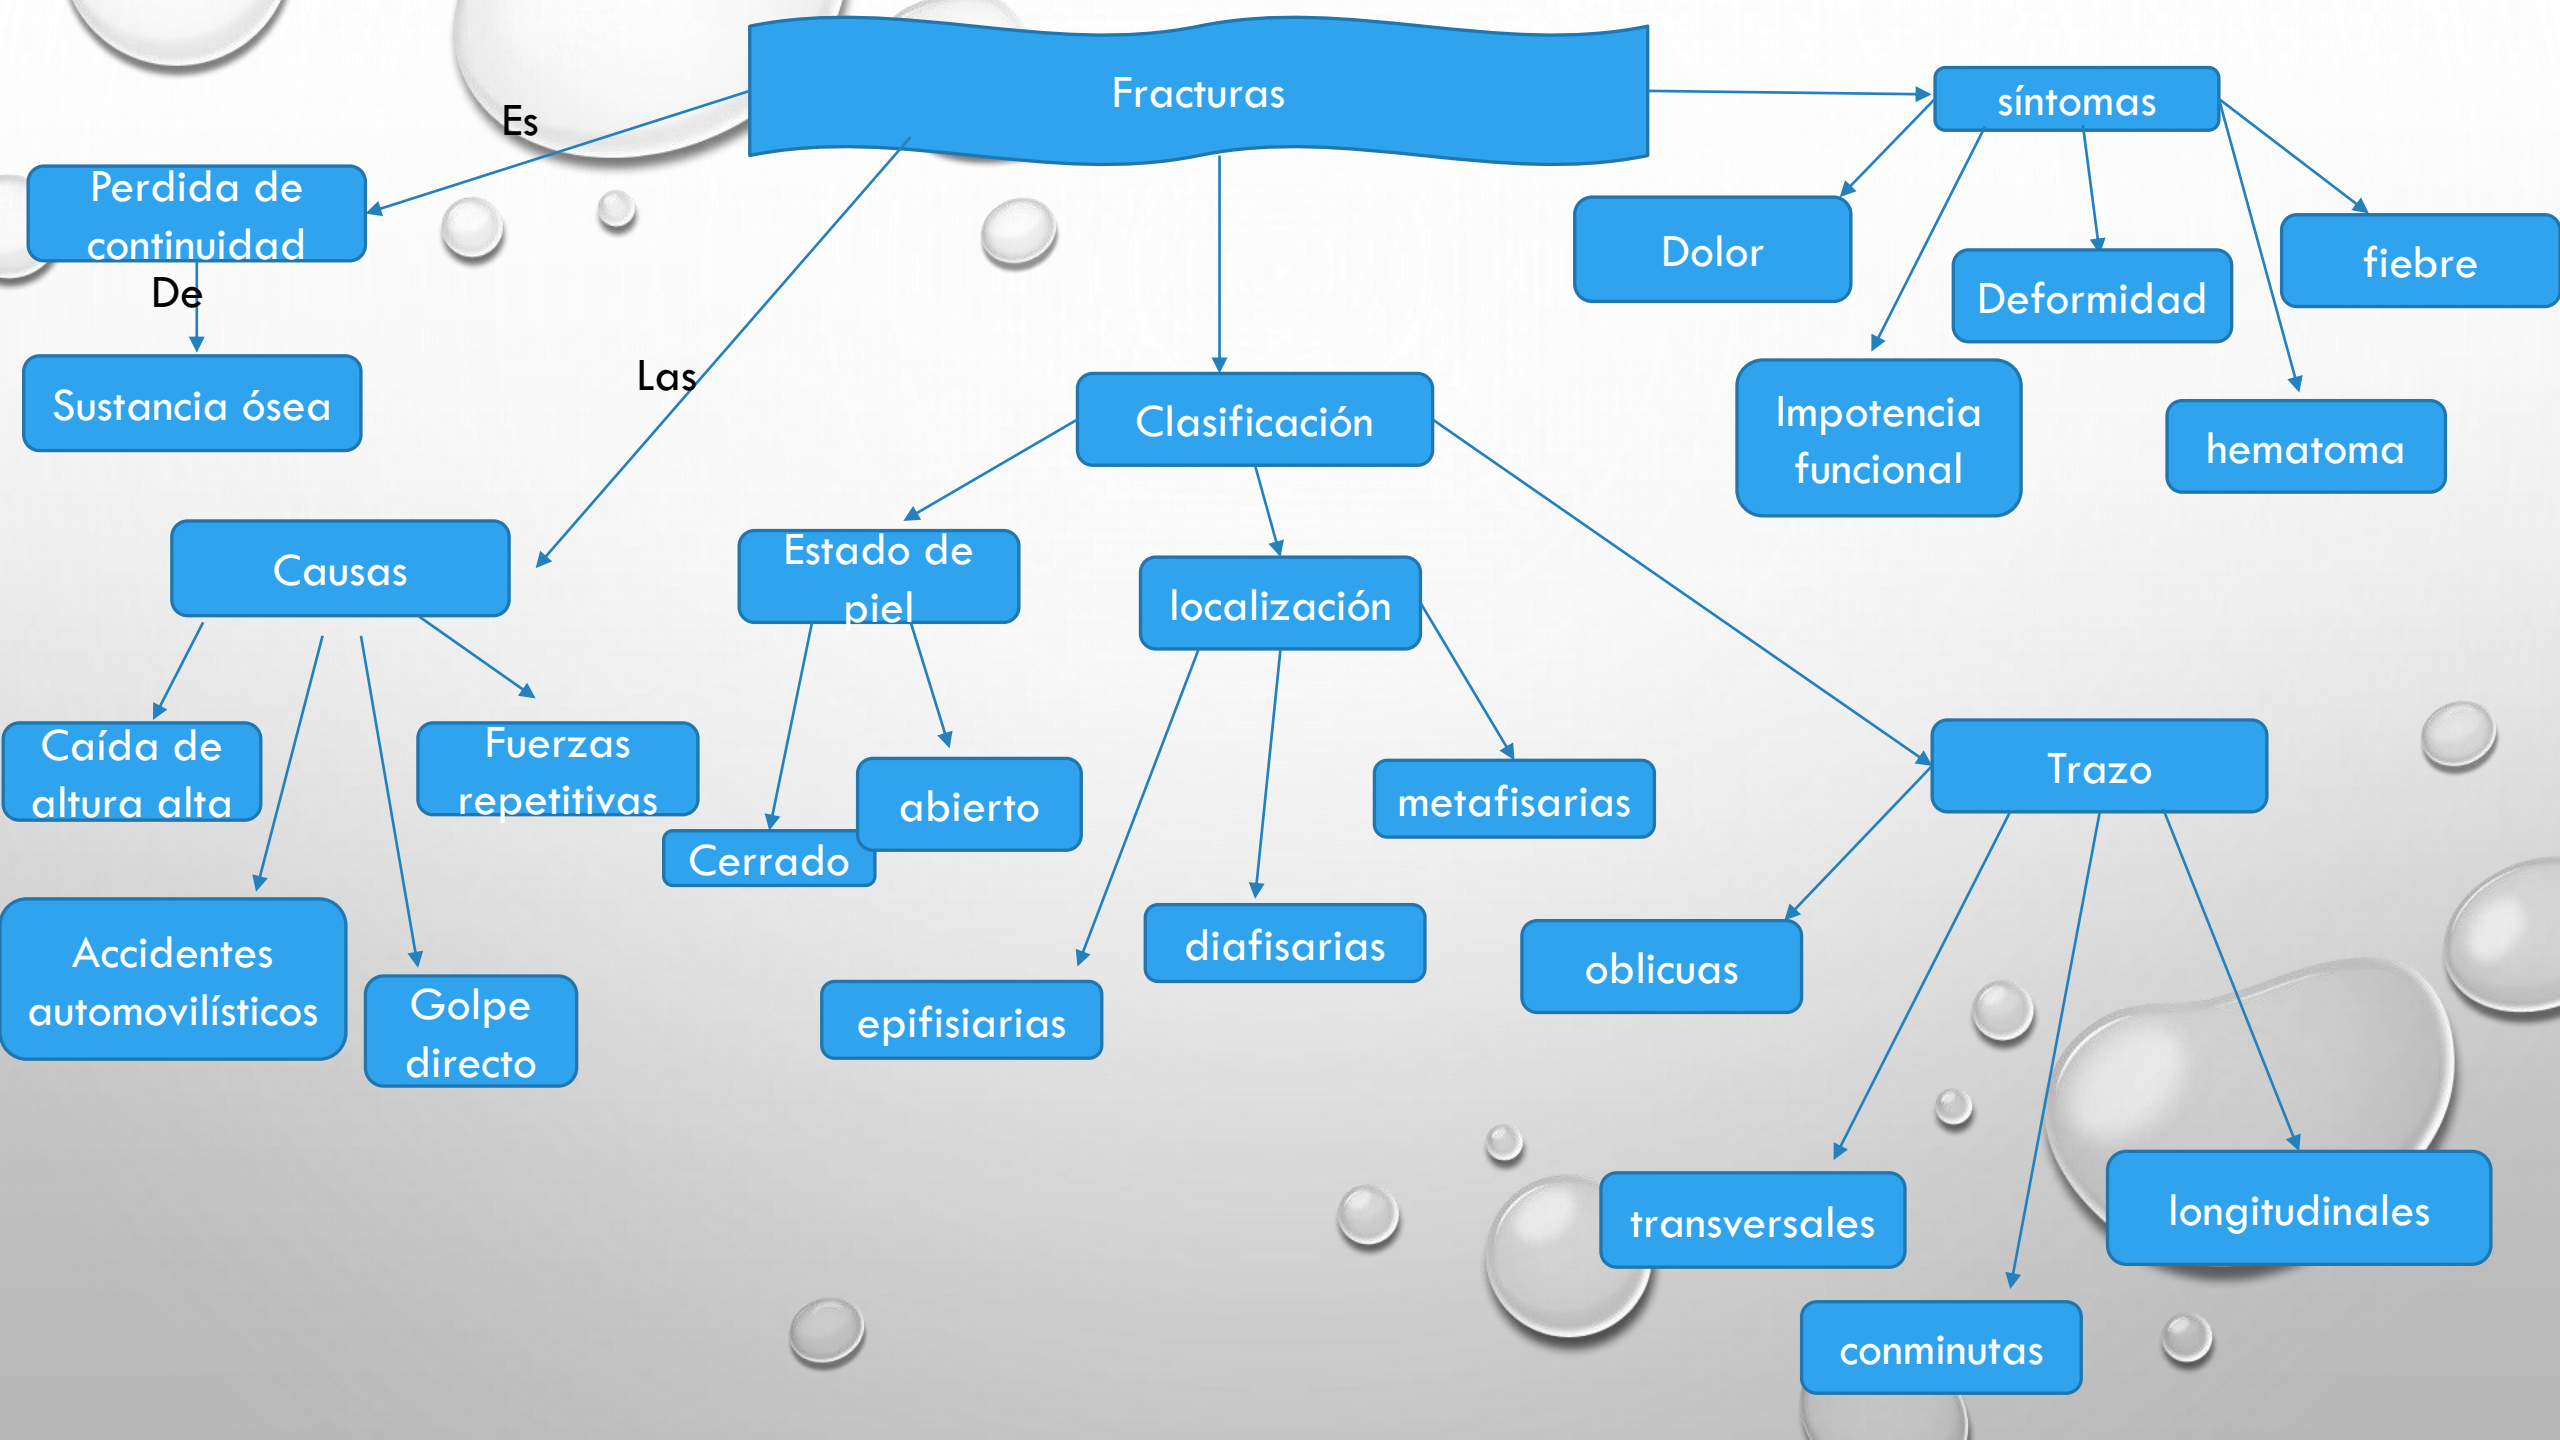 Fracturas
Es
Perdida de
continuidad
De
Sustancia ósea
Las
Causas
Caída de
altura alta
Accidentes
automovilísticos
Golpe
directo
Fuerzas
repetitivas
Clasificación
Estado de
piel
Cerrado
abierto
localización
epifisiarias
diafisarias
metafisarias
Trazo
oblicuas
transversales
conminutas
longitudinales
síntomas
Dolor
Impotencia
funcional
Deformidad
hematoma
fiebre